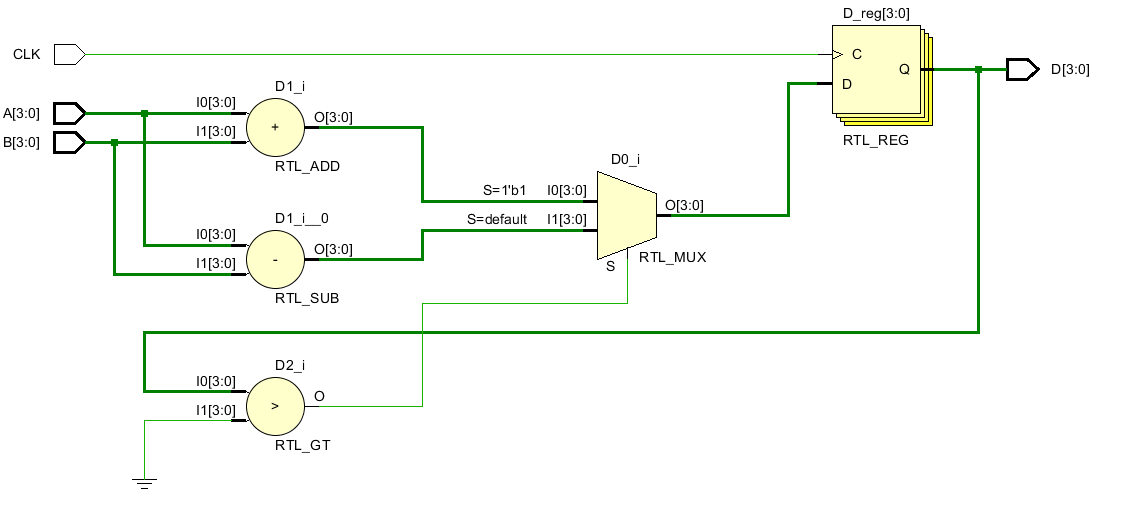 D_reg[3:0]
CLK
C
Q
D[3:0]
D
RTL_REG
D1_i
A[3:0]
I0[3:0]
O[3:0]
+
B[3:0]
I1[3:0]
RTL_ADD
D0_i
S=1'b1
I0[3:0]
O[3:0]
S=default
I1[3:0]
S
RTL_MUX
D1_i__0
I0[3:0]
O[3:0]
-
I1[3:0]
RTL_SUB
D2_i
I0[3:0]
O
>
I1[3:0]
RTL_GT